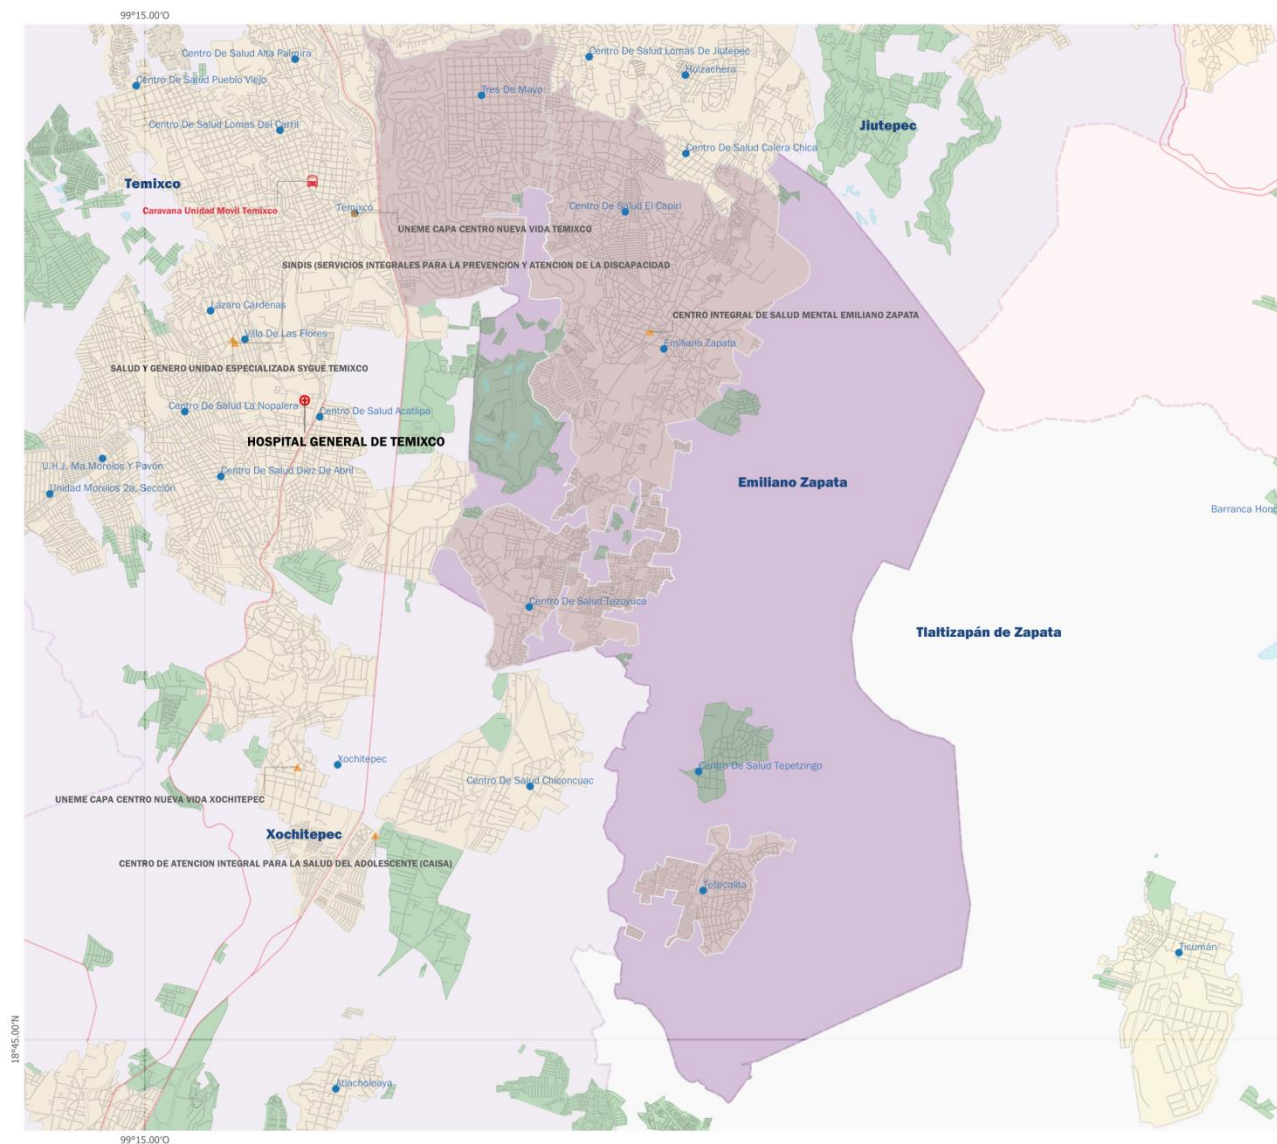 99°15.00'O
Centro De Salud Alta Palmira
Centro De Salud Lomas De Jiutepec
Huizachera
Centro De Salud Pueblo Viejo
Tres De Mayo
Centro De Salud Lomas Del Carril
Jiutepec
Centro De Salud Calera Chica
Temixco
Caravana Unidad Movil Temixco
Temixco
Centro De Salud El Capiri
UNEME CAPA CENTRO NUEVA VIDA TEMIXCO
SINDIS (SERVICIOS INTEGRALES PARA LA PREVENCION Y ATENCION DE LA DISCAPACIDAD
Lázaro Cárdenas
CENTRO INTEGRAL DE SALUD MENTAL EMILIANO ZAPATA
Villa De Las Flores
Emiliano Zapata
SALUD Y GENERO UNIDAD ESPECIALIZADA SYGUE TEMIXCO
Centro De Salud La Nopalera
Centro De Salud Acatlipa
HOSPITAL GENERAL DE TEMIXCO
U.H.J. Ma.Morelos Y Pavón
Centro De Salud Diez De Abril
Emiliano Zapata
Unidad Morelos 2a. Sección
Barranca Hon
Centro De Salud Tezoyuca
Tlaltizapán de Zapata
Xochitepec
Centro De Salud Tepetzingo
Centro De Salud Chiconcuac
UNEME CAPA CENTRO NUEVA VIDA XOCHITEPEC
Xochitepec
CENTRO DE ATENCION INTEGRAL PARA LA SALUD DEL ADOLESCENTE (CAISA)
Tetecalita
Ticumán
18°45.00'N
Atlacholoaya
99°15.00'O